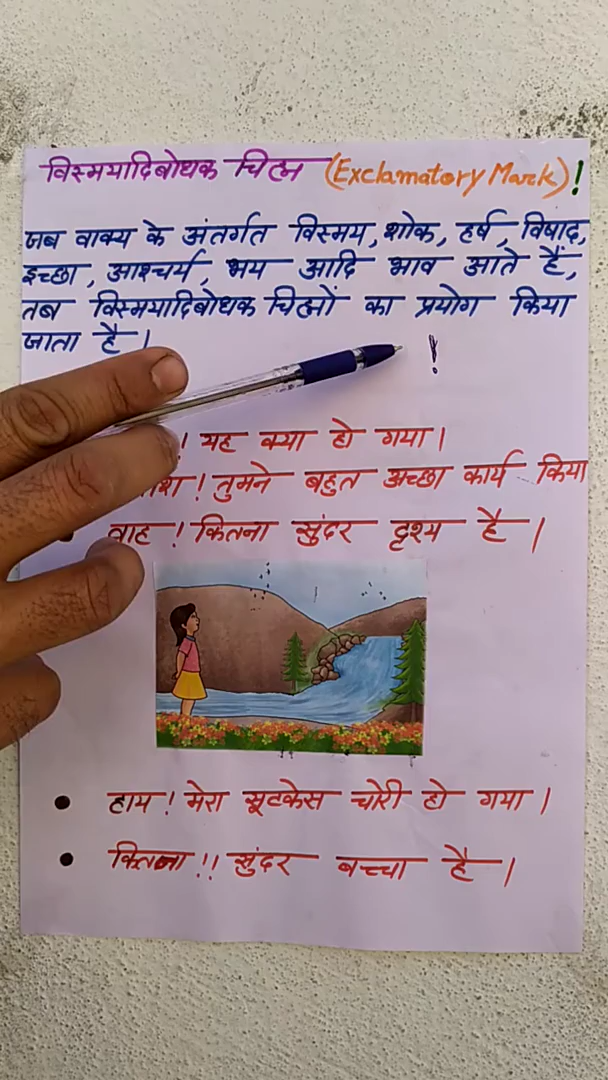 विस्मयादिबोधक चिह्न (Exclamatory Mark) !
जब वाक्य के अंतर्गत विस्मय, शोक, हर्ष, विषाद,
इच्छा, आश्चर्य, भय आदि भाव आते हैं,
तब विस्मयादिबोधक चिह्नों का प्रयोग किया
जाता है।
!
! यह क्या हो गया।
! तुमने बहुत अच्छा कार्य किया
• वाह ! कितना सुंदर दृश्य है।
• हाय ! मेरा सूटकेस चोरी हो गया।
• कितना !! सुंदर बच्चा है।